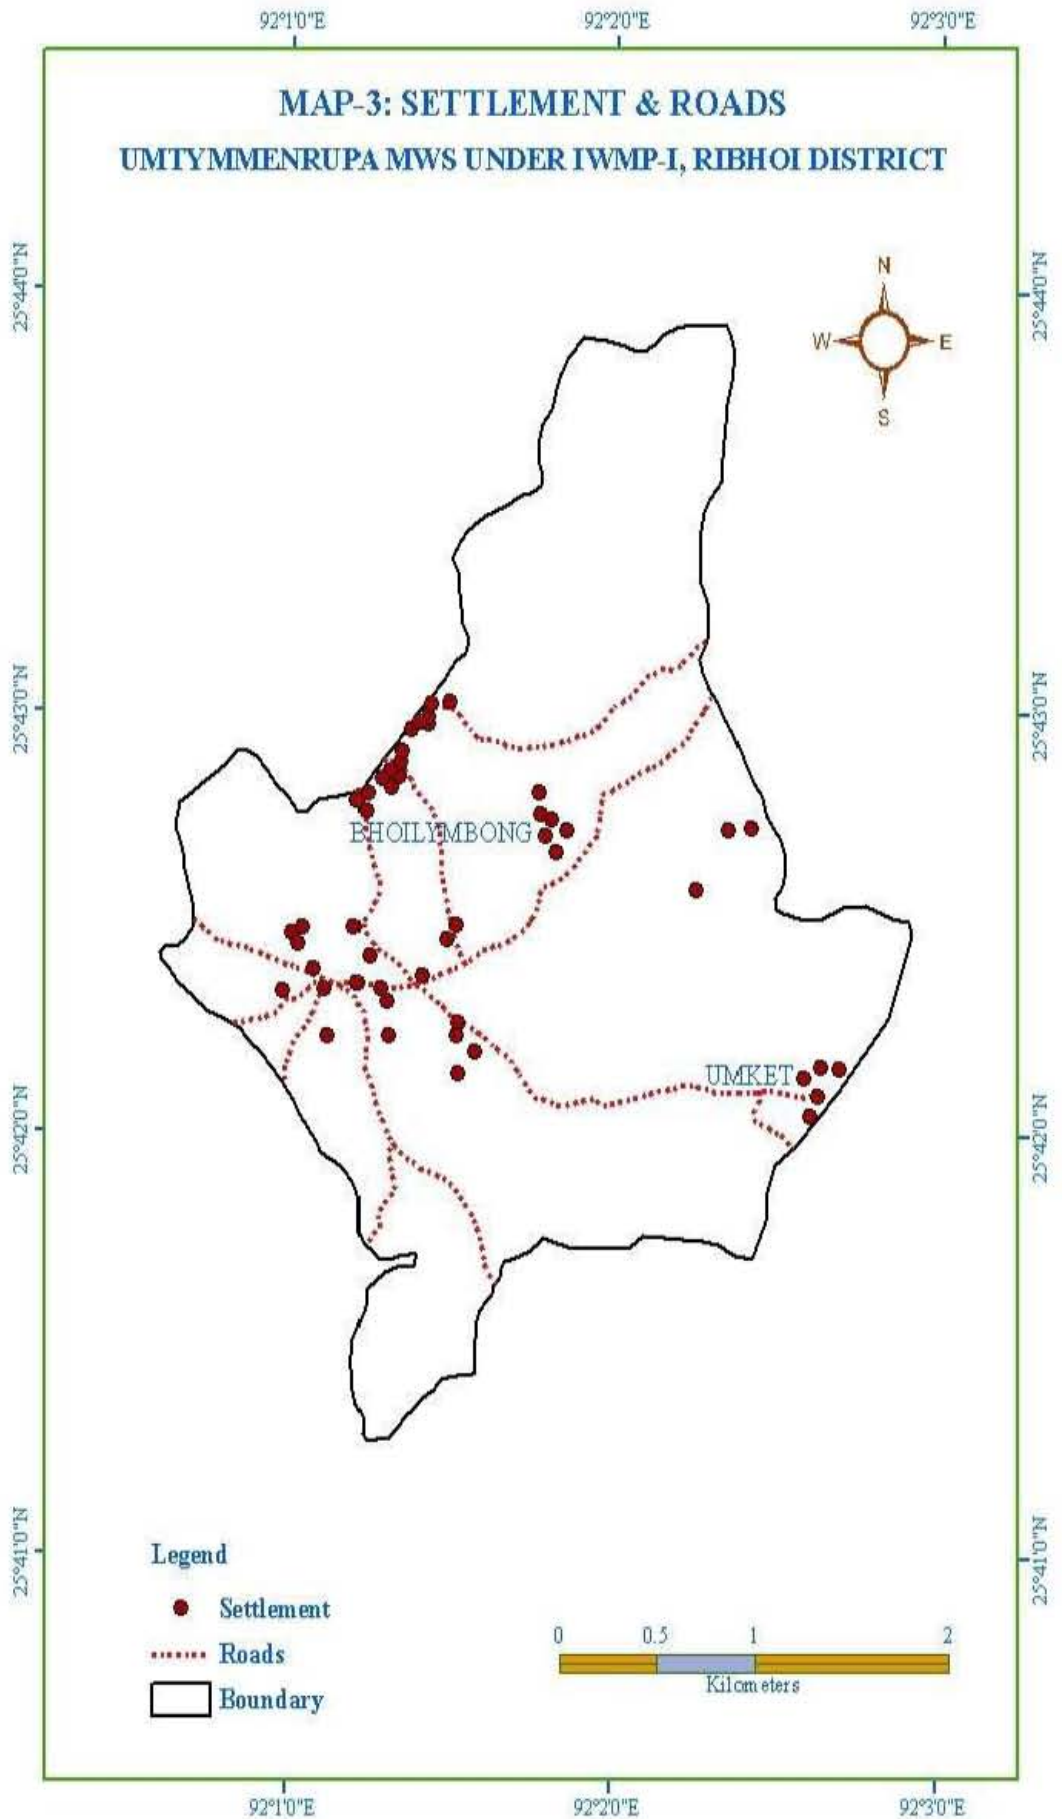 92°1'0"E 92°2'0"E 92°3'0"E
MAP-3: SETTLEMENT & ROADS
UMTYMMENRUPA MWS UNDER IWMP-I, RIBHOI DISTRICT
N
W E
S
25°44'0"N 25°44'0"N
25°43'0"N 25°43'0"N
BHOILYMBONG
UMKET
25°42'0"N 25°42'0"N
25°41'0"N 25°41'0"N
Legend
Settlement
Roads
Boundary
0 0.5 1 2
Kilometers
92°1'0"E 92°2'0"E 92°3'0"E